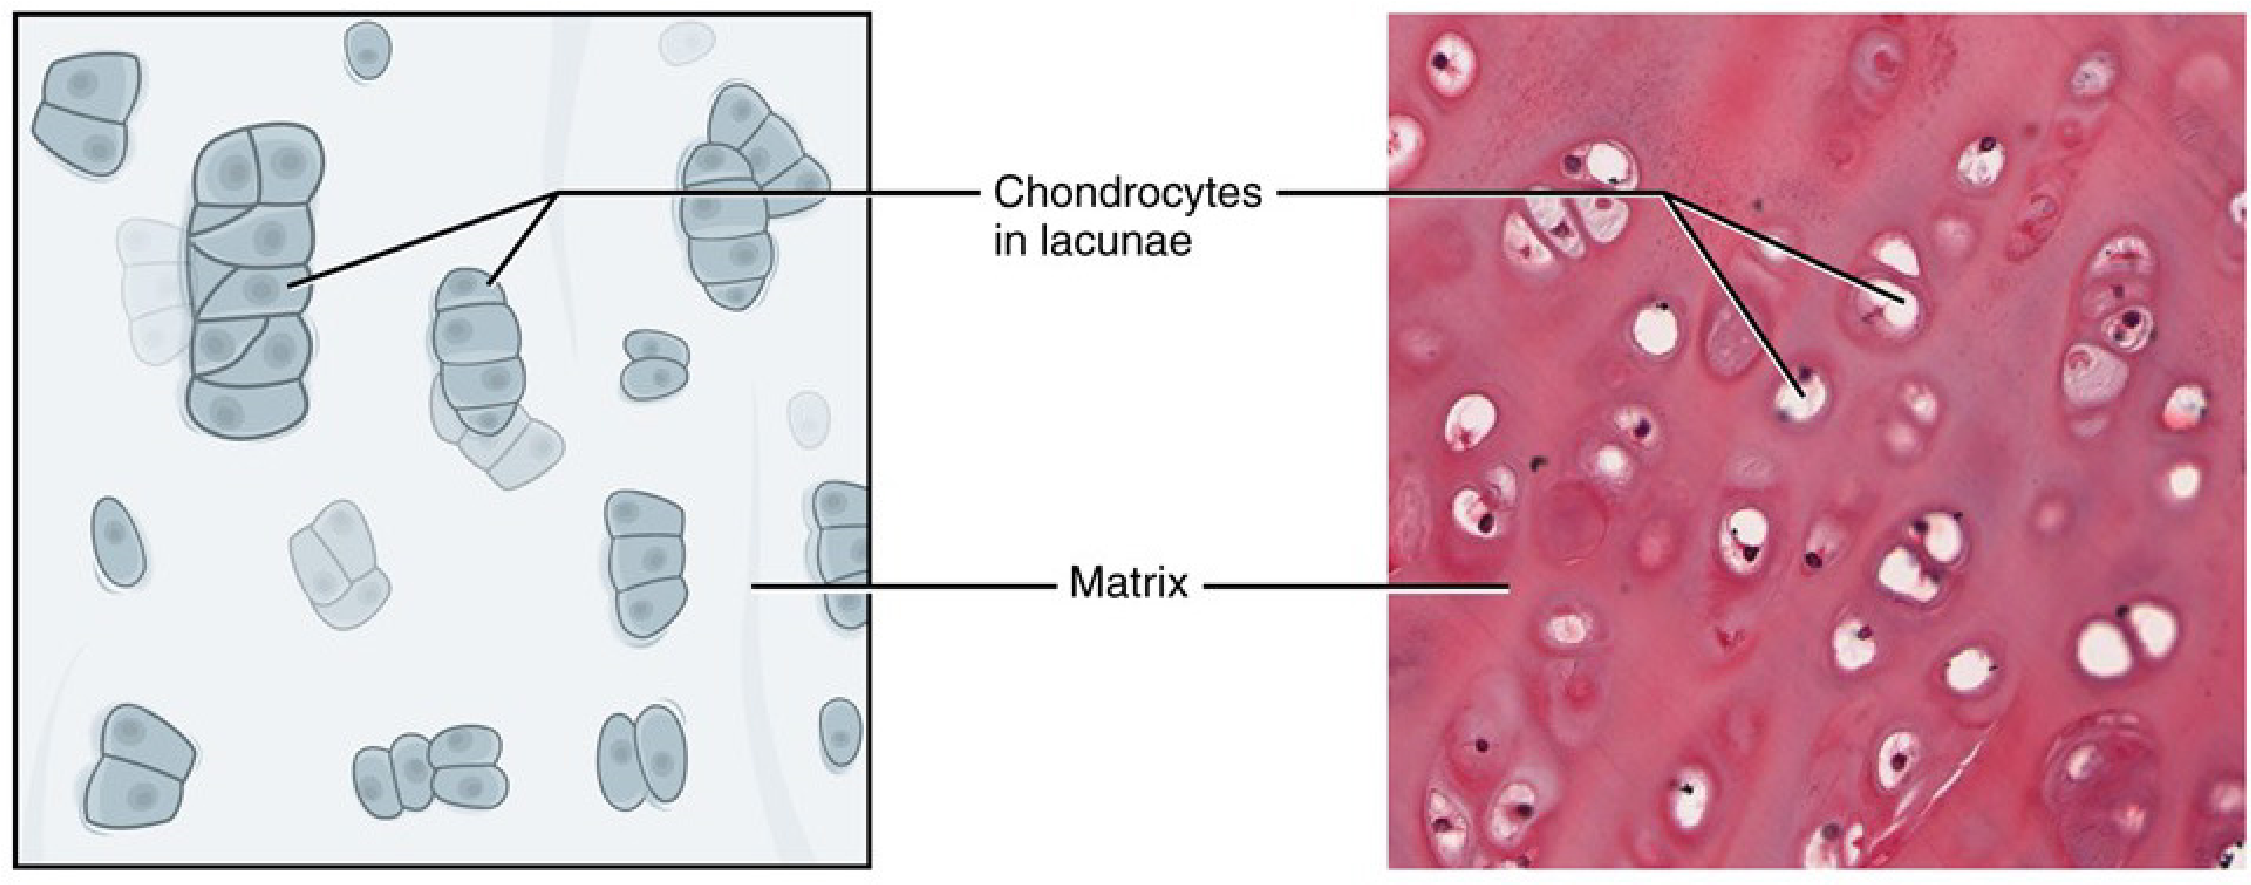 Chondrocytes
in lacunae
Matrix